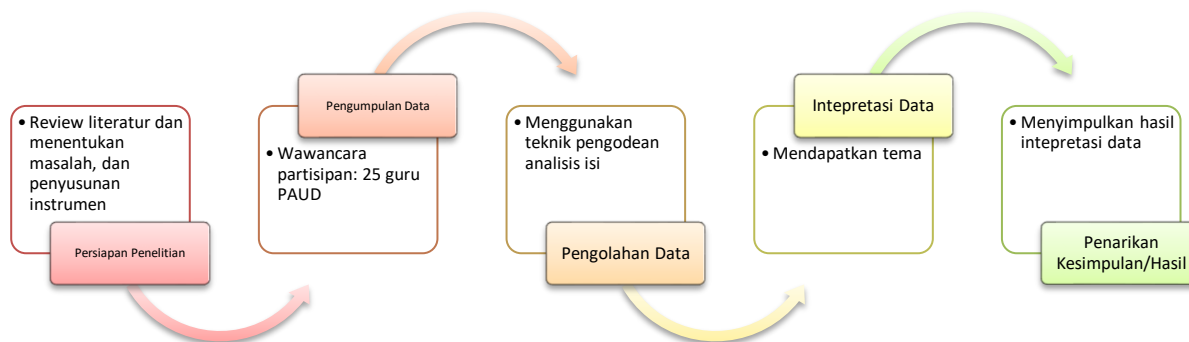 • Review literatur dan
menentukan
masalah, dan
penyusunan
instrumen
Persiapan Penelitian
Pengumpulan Data
• Wawancara
partisipan: 25 guru
PAUD
• Menggunakan
teknik pengodean
analisis isi
Pengolahan Data
Intepretasi Data
• Mendapatkan tema
• Menyimpulkan hasil
intepretasi data
Penarikan
Kesimpulan/Hasil